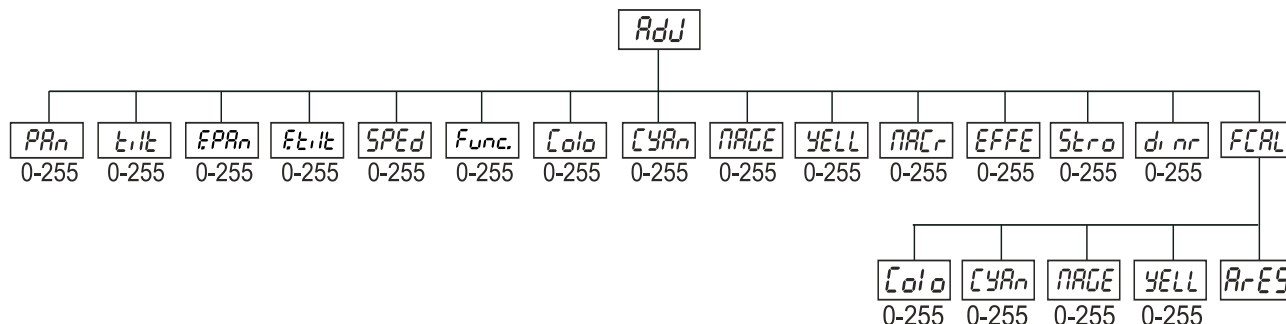 AdJ
PAn tilt F.PAn F.tilt SPEd Func. Colo CYAn MAGE YELL MACr EFFE Stro dimr FCAL
0-255 0-255 0-255 0-255 0-255 0-255 0-255 0-255 0-255 0-255 0-255 0-255 0-255 0-255
Colo CYAn MAGE YELL ArES
0-255 0-255 0-255 0-255